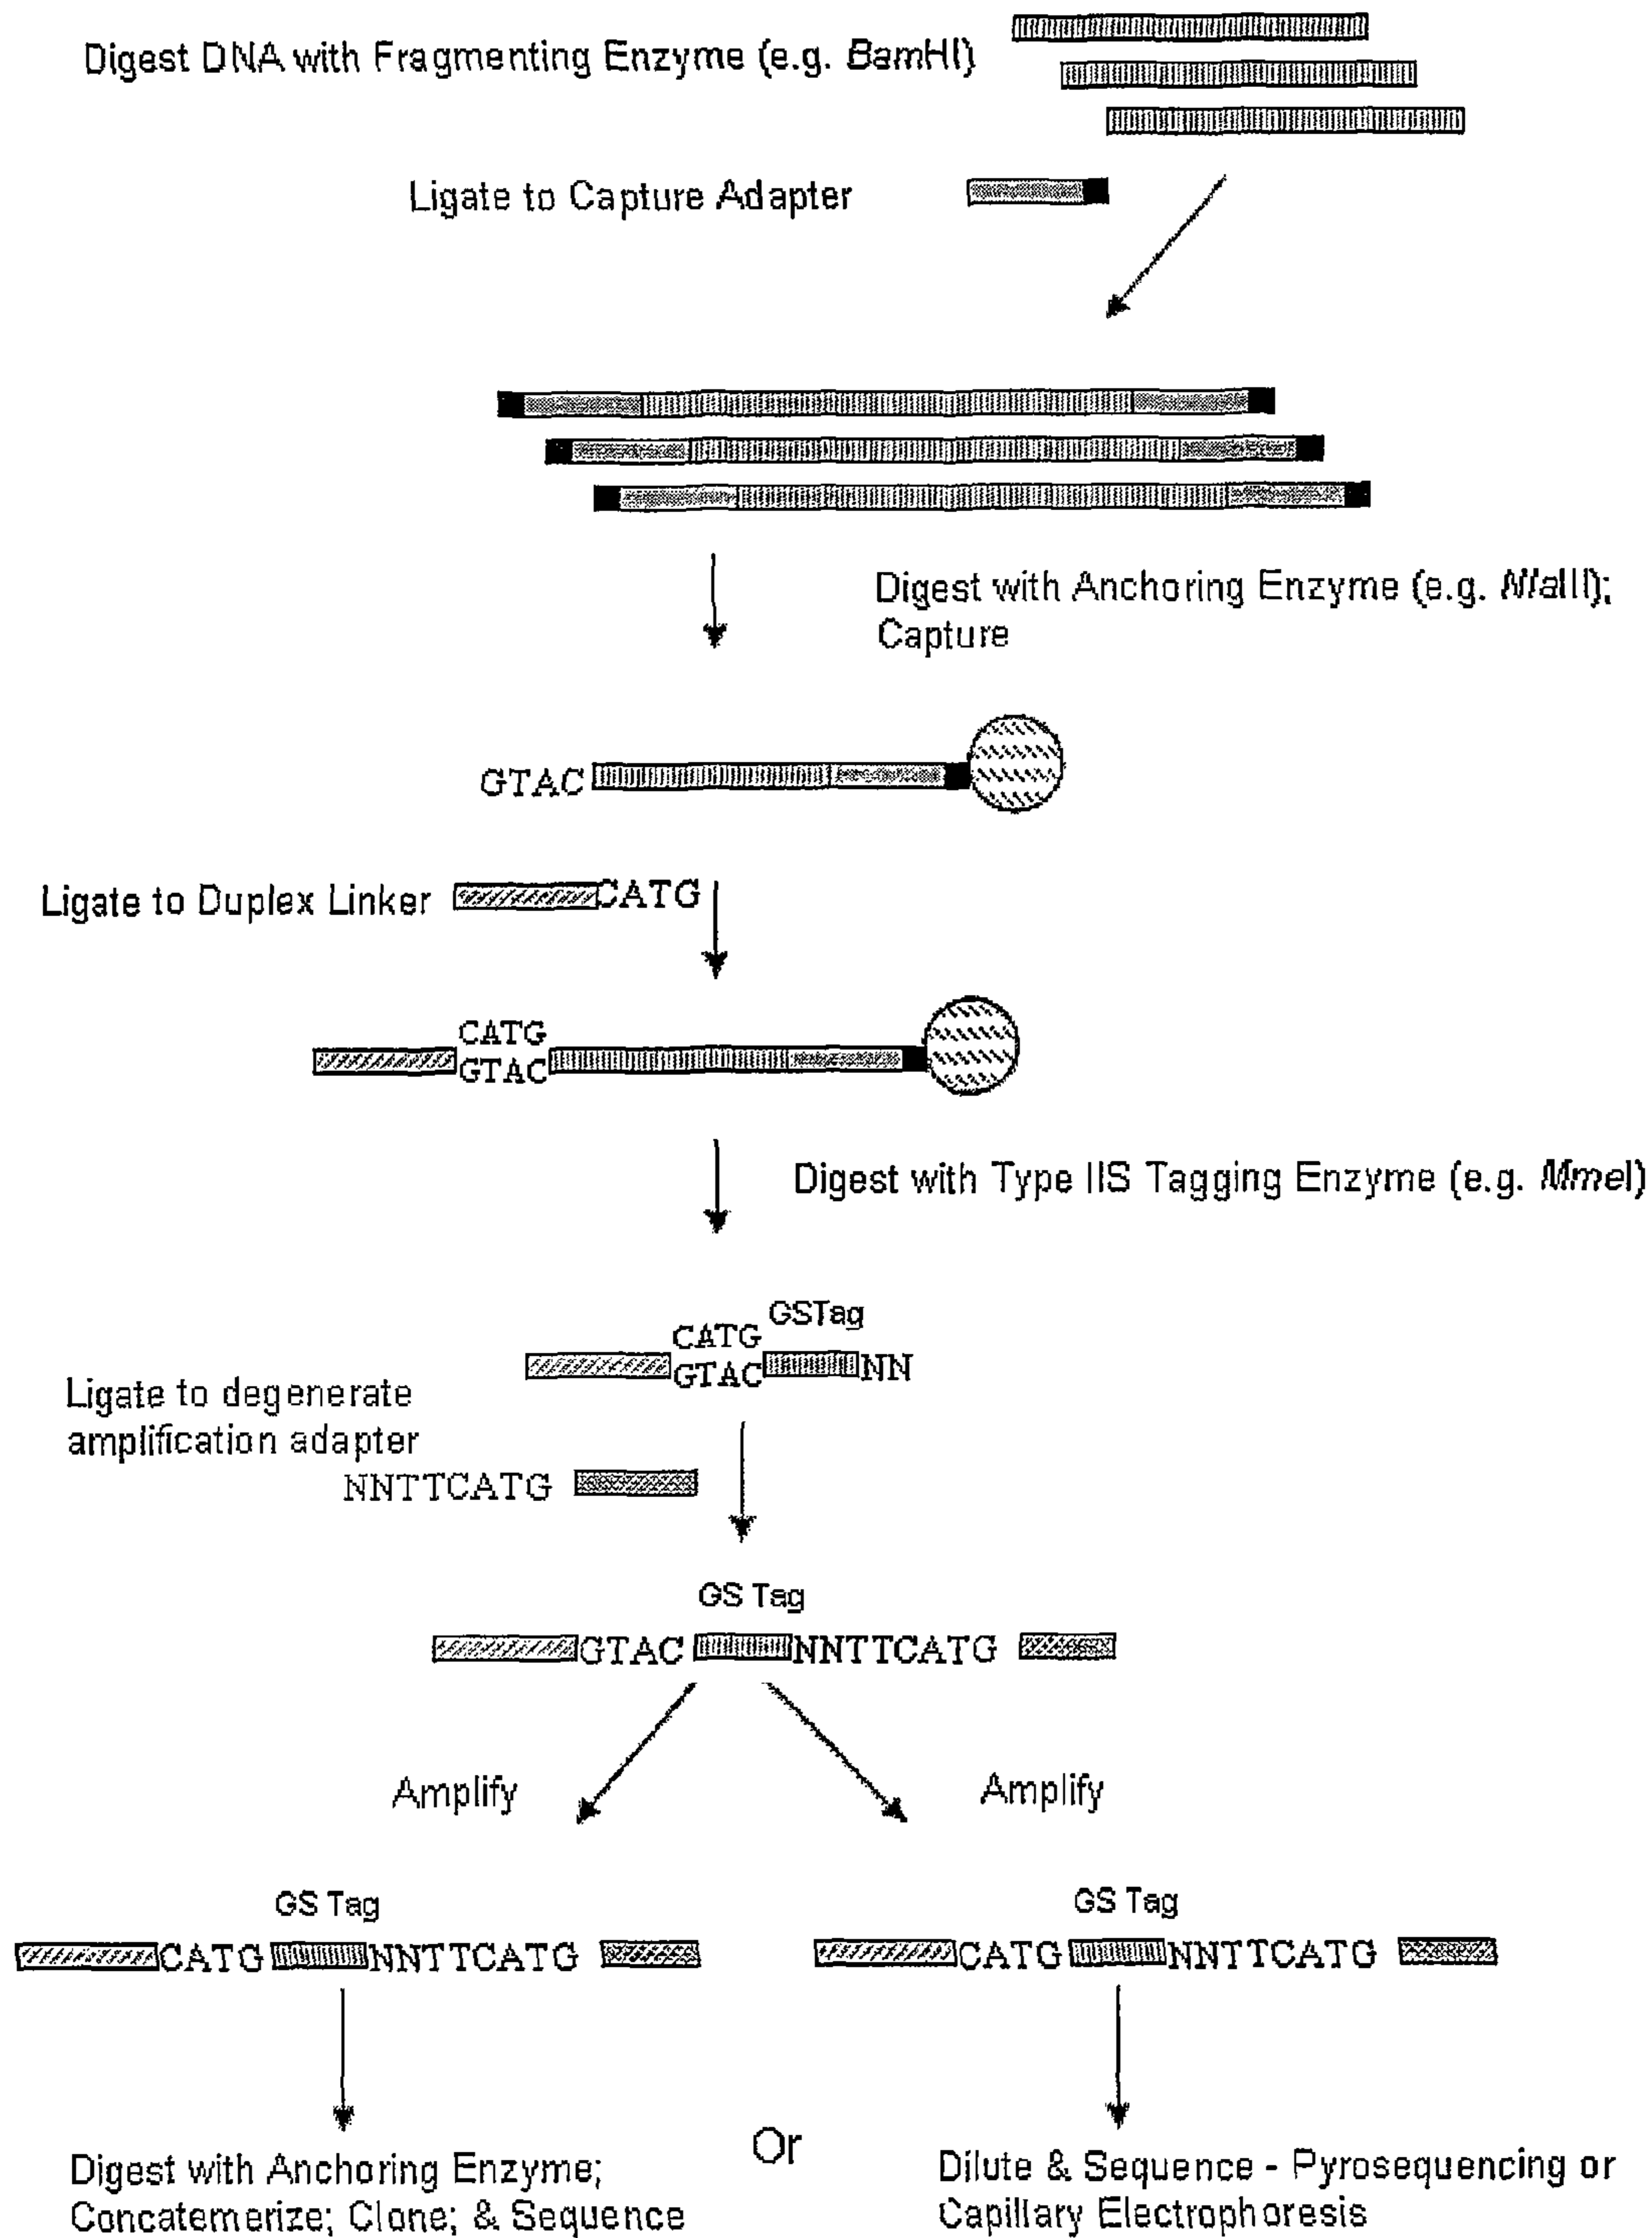 Digest DNA with Fragmenting Enzyme (e.g. BamHI)
Ligate to Capture Adapter
Digest with Anchoring Enzyme (e.g. NlaIII);
Capture
GTAC
Ligate to Duplex Linker
CATG
CATG
GTAC
Digest with Type IIS Tagging Enzyme (e.g. MmeI)
GSTag
CATG
GTAC
NN
Ligate to degenerate
amplification adapter
NNTTCATG
GS Tag
GTAC
NNTTCATG
Amplify
Amplify
GS Tag
CATG
NNTTCATG
GS Tag
CATG
NNTTCATG
Digest with Anchoring Enzyme;
Concatemerize; Clone; & Sequence
Or
Dilute & Sequence - Pyrosequencing or
Capillary Electrophoresis